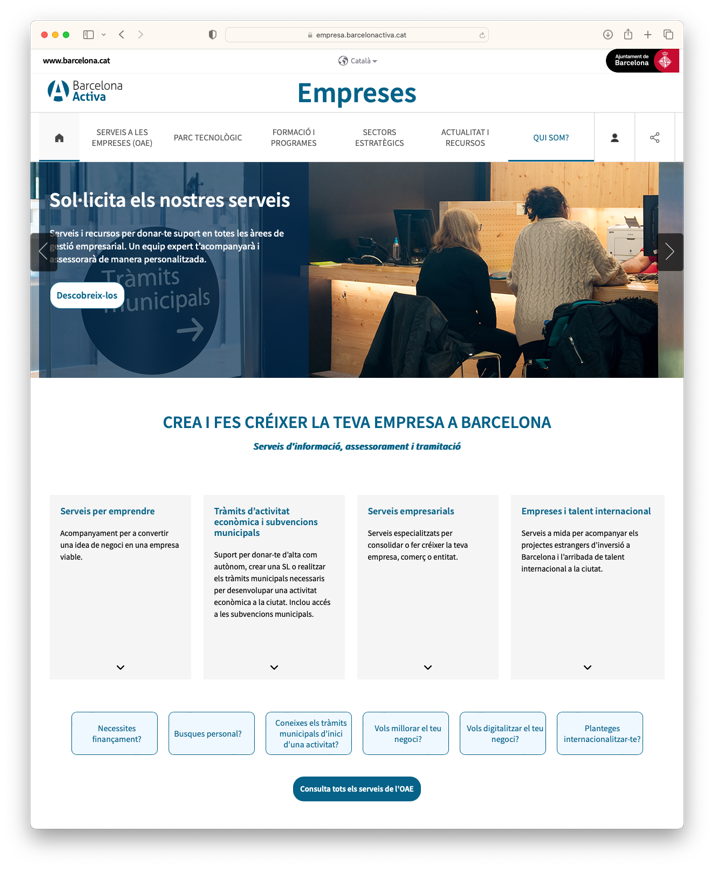 empresa.barcelonactiva.cat
www.barcelona.cat
Català
Ajuntament de
Barcelona
Barcelona
Activa
Empreses
SERVEIS A LES
EMPRESES (OAE)
PARC TECNOLÒGIC
FORMACIÓ I
PROGRAMES
SECTORS
ESTRATÈGICS
ACTUALITAT I
RECURSOS
QUI SOM?
Sol·licita els nostres serveis
Serveis i recursos per donar-te suport en totes les àrees de
gestió empresarial. Un equip expert t'acompanyarà i
assessorarà de manera personalitzada.
Descobreix-los
Tràmits
municipals
CREA I FES CRÉIXER LA TEVA EMPRESA A BARCELONA
Serveis d'informació, assessorament i tramitació
Serveis per emprendre
Acompanyament per a convertir
una idea de negoci en una empresa
viable.
Tràmits d'activitat
econòmica i subvencions
municipals
Suport per donar-te d'alta com
autònom, crear una SL o realitzar
els tràmits municipals necessaris
per desenvolupar una activitat
econòmica a la ciutat. Inclou accés
a les subvencions municipals.
Serveis empresarials
Serveis especialitzats per
consolidar o fer créixer la teva
empresa, comerç o entitat.
Empreses i talent internacional
Serveis a mida per acompanyar els
projectes estrangers d'inversió a
Barcelona i l'arribada de talent
internacional a la ciutat.
Necessites
finançament?
Busques personal?
Coneixes els tràmits
municipals d'inici
d'una activitat?
Vols millorar el teu
negoci?
Vols digitalitzar el teu
negoci?
Planteges
internacionalitzar-te?
Consulta tots els serveis de l'OAE